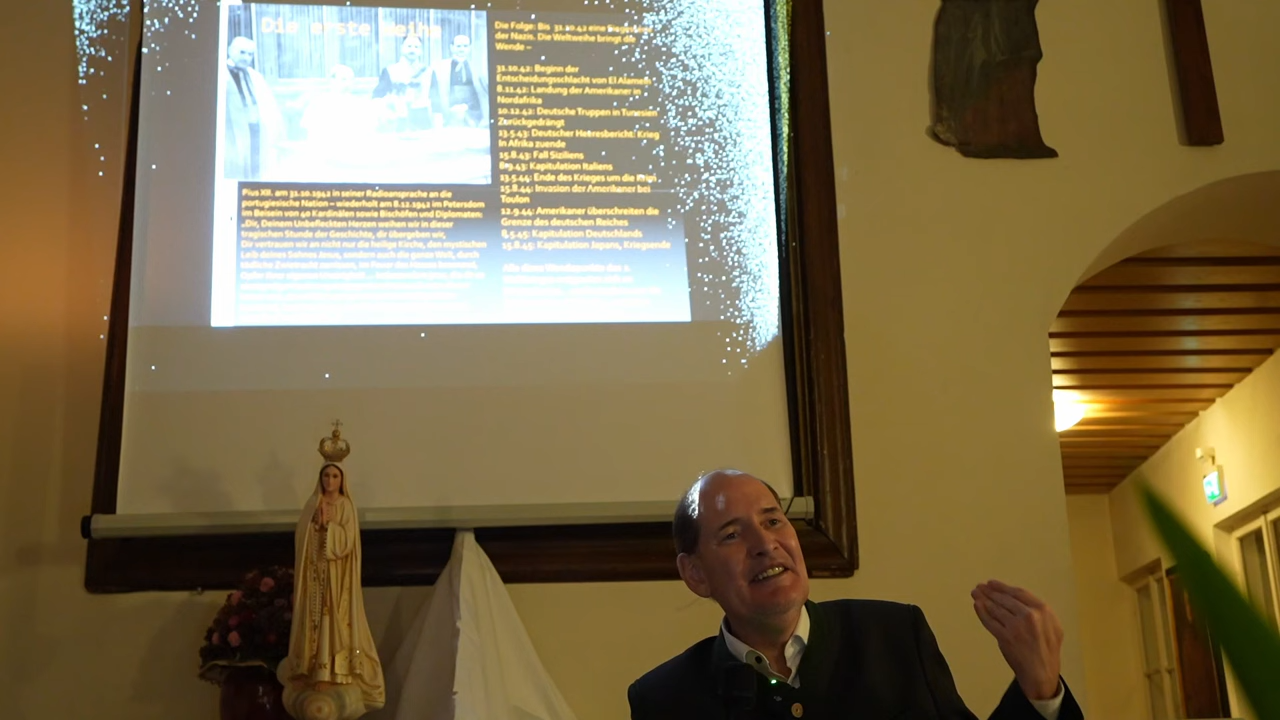 Die erste Weihe
Pius XII. am 31.10.1942 in seiner Radioansprache an die
portugiesische Nation – wiederholt am 8.12.1942 im Petersdom
im Beisein von 40 Kardinälen sowie Bischöfen und Diplomaten:
„Dir, Deinem Unbefleckten Herzen weihen wir in dieser
tragischen Stunde der Geschichte, dir übergeben wir,
Dir vertrauen wir an nicht nur die heilige Kirche, den mystischen
Leib deines Sohnes Jesus, sondern auch die ganze Welt, durch
Die Folge: Bis 31.10.42 eine
der Nazis. Die Weltweihe bringt die
Wende –
31.10.42: Beginn der
Entscheidungsschlacht von El Alamein
8.11.42: Landung der Amerikaner in
Nordafrika
10.12.42: Deutsche Truppen in Tunesien
Zurückgedrängt
13.5.43: Deutscher Heeresbericht: Krieg
In Afrika zuende
15.8.43: Fall Siziliens
8.9.43: Kapitulation Italiens
13.5.44: Ende des Krieges um die Krim
15.8.44: Invasion der Amerikaner bei
Toulon
12.9.44: Amerikaner überschreiten die
Grenze des deutschen Reiches
8.5.45: Kapitulation Deutschlands
15.8.45: Kapitulation Japans, Kriegsende